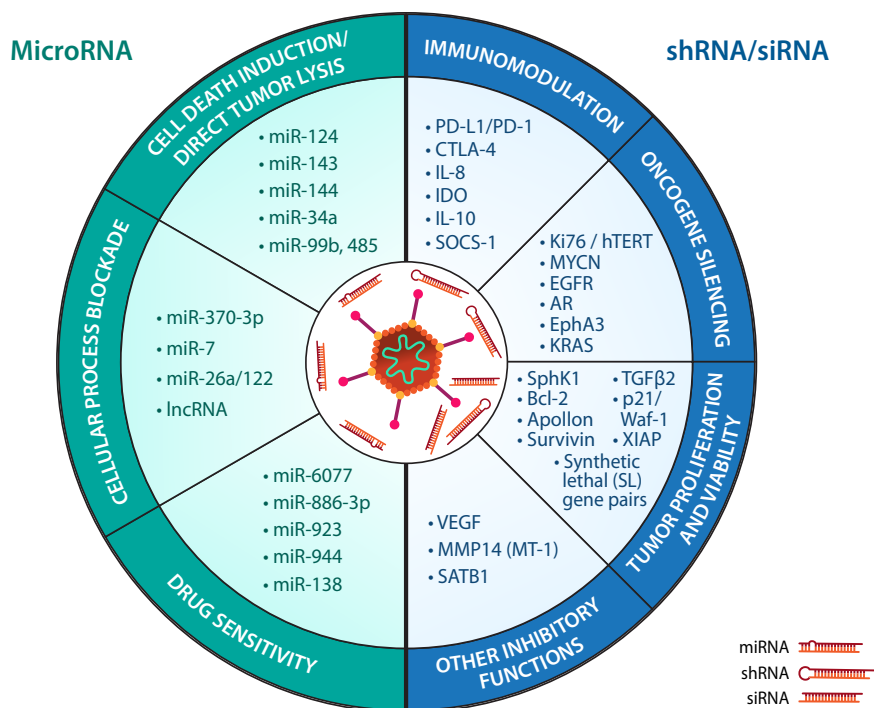 MicroRNA
shRNA/siRNA
CELL DEATH INDUCTION/
DIRECT TUMOR LYSIS
• miR-124
• miR-143
• miR-144
• miR-34a
• miR-99b, 485
CELLULAR PROCESS BLOCKADE
• miR-370-3p
• miR-7
• miR-26a/122
• lncRNA
DRUG SENSITIVITY
• miR-6077
• miR-886-3p
• miR-923
• miR-944
• miR-138
IMMUNOMODULATION
• PD-L1/PD-1
• CTLA-4
• IL-8
• IDO
• IL-10
• SOCS-1
ONCOGENE SILENCING
• Ki76 / hTERT
• MYCN
• EGFR
• AR
• EphA3
• KRAS
TUMOR PROLIFERATION
AND VIABILITY
• SphK1
• Bcl-2
• Apollon
• Survivin
• TGFβ2
• p21/
Waf-1
• XIAP
• Synthetic
lethal (SL)
gene pairs
OTHER INHIBITORY
FUNCTIONS
• VEGF
• MMP14 (MT-1)
• SATB1
miRNA
shRNA
siRNA